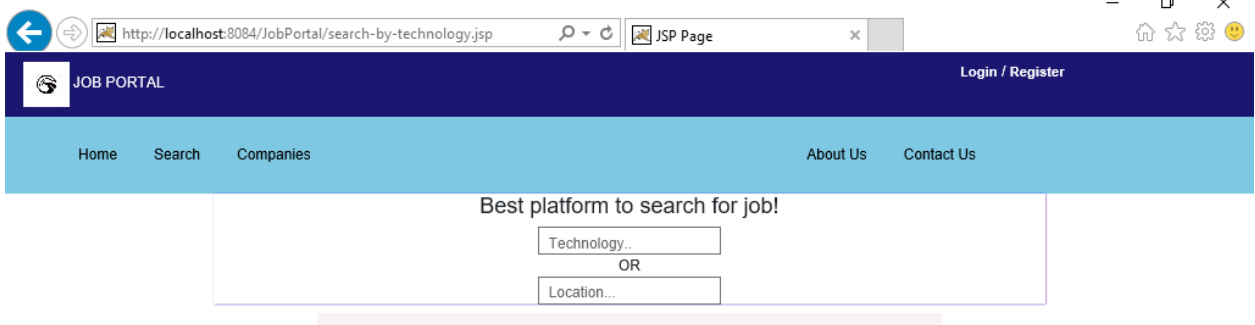 http://localhost:8084/JobPortal/search-by-technology.jsp
JSP Page
JOB PORTAL
Login / Register
Home Search Companies About Us Contact Us
Best platform to search for job!
Technology..
OR
Location...